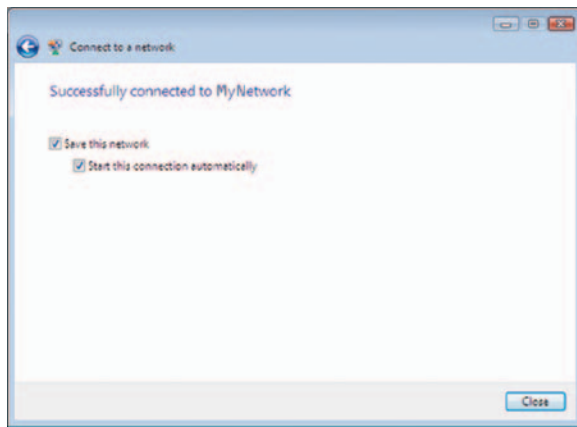 Connect to a network
Successfully connected to MyNetwork
Save this network
Start this connection automatically
Close